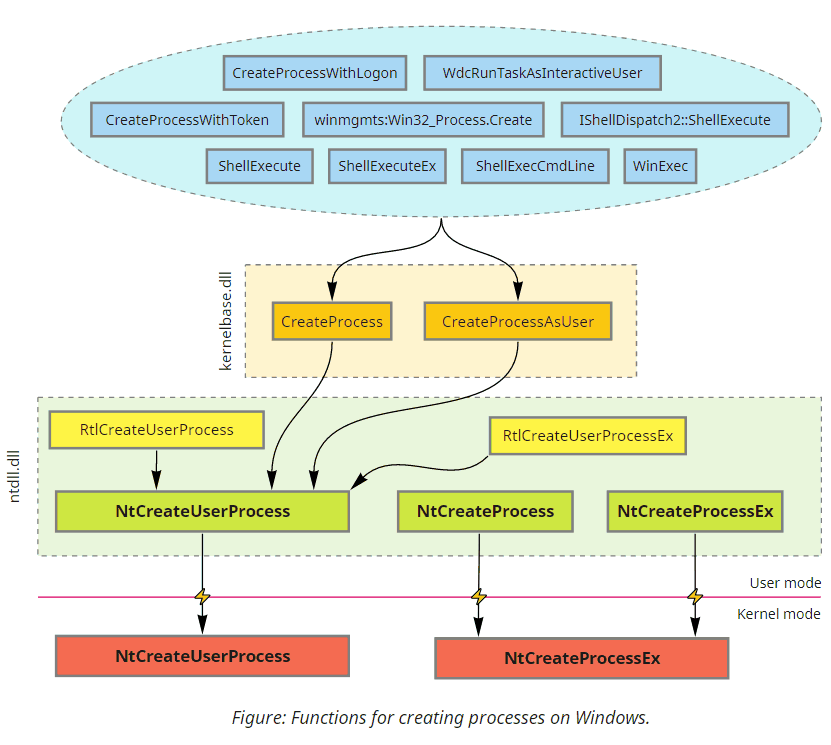 CreateProcessWithLogon
WdcRunTaskAsInteractiveUser
CreateProcessWithToken
winmgmts:Win32_Process.Create
IShellDispatch2::ShellExecute
ShellExecute
ShellExecuteEx
ShellExecCmdLine
WinExec
kernelbase.dll
CreateProcess
CreateProcessAsUser
ntdll.dll
RtlCreateUserProcess
RtlCreateUserProcessEx
NtCreateUserProcess
NtCreateProcess
NtCreateProcessEx
User mode
Kernel mode
NtCreateUserProcess
NtCreateProcessEx
Figure: Functions for creating processes on Windows.